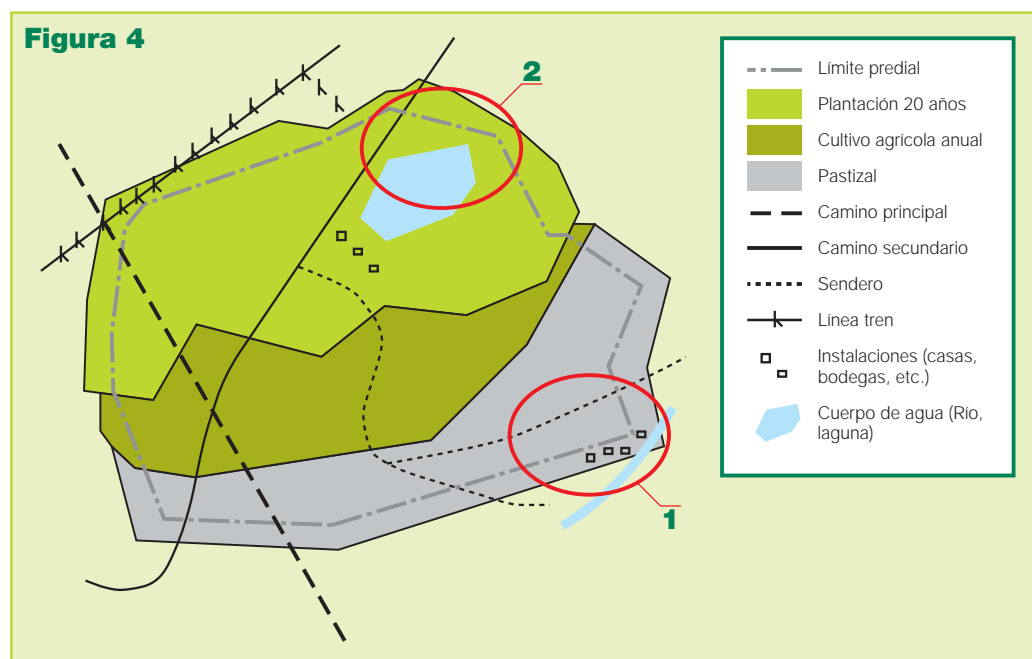 Figura 4
2
Límite predial
Plantación 20 años
Cultivo agrícola anual
Pastizal
Camino principal
Camino secundario
Sendero
Línea tren
Instalaciones (casas,
bodegas, etc.)
Cuerpo de agua (Río,
laguna)
1